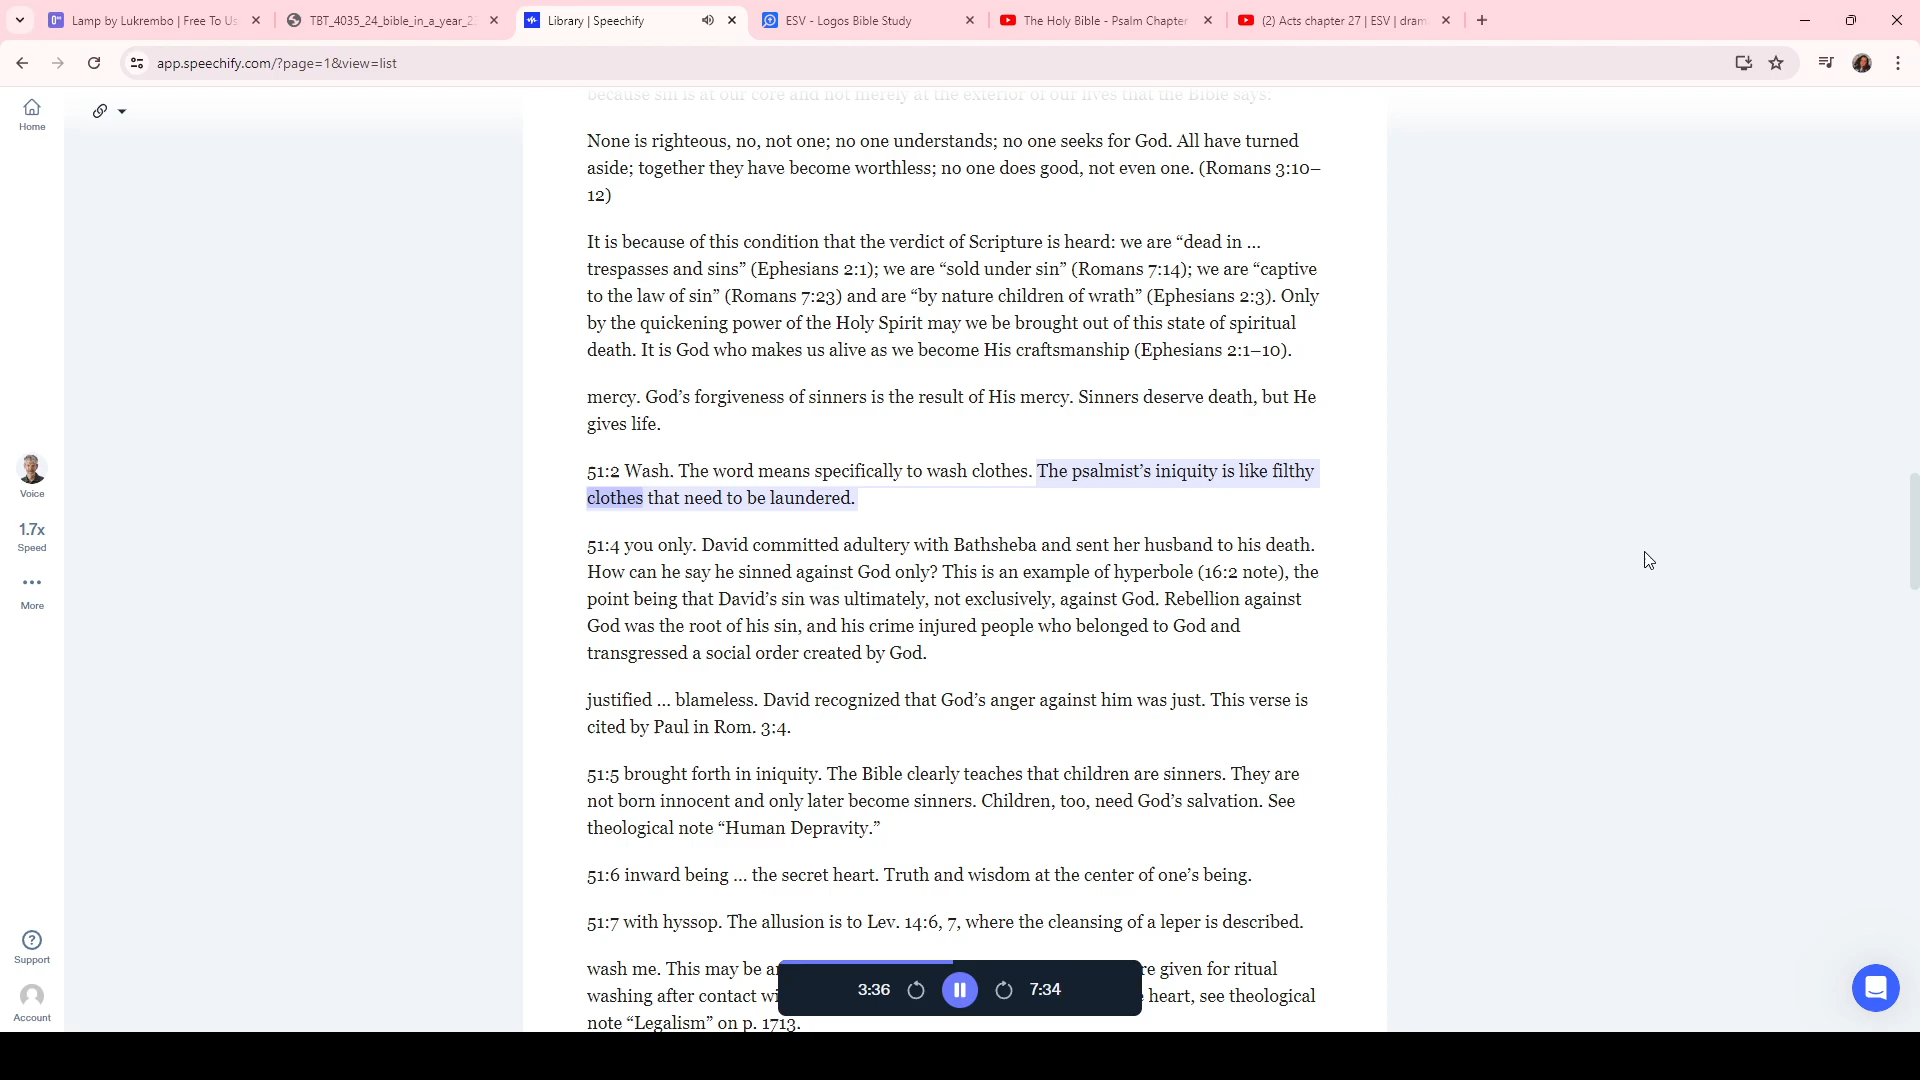 Lamp by Lukrembo | Free To Us
TBT_4035_24_bible_in_a_year_2
Library | Speechify
ESV - Logos Bible Study
The Holy Bible - Psalm Chapter
(2) Acts chapter 27 | ESV | dram
app.speechify.com/?page=1&view=list
Home
because sin is at our core and not merely at the exterior of our lives that the Bible says:
None is righteous, no, not one; no one understands; no one seeks for God. All have turned
aside; together they have become worthless; no one does good, not even one. (Romans 3:10–
12)
It is because of this condition that the verdict of Scripture is heard: we are “dead in ...
trespasses and sins” (Ephesians 2:1); we are “sold under sin” (Romans 7:14); we are “captive
to the law of sin” (Romans 7:23) and are “by nature children of wrath” (Ephesians 2:3). Only
by the quickening power of the Holy Spirit may we be brought out of this state of spiritual
death. It is God who makes us alive as we become His craftsmanship (Ephesians 2:1–10).
mercy. God’s forgiveness of sinners is the result of His mercy. Sinners deserve death, but He
gives life.
51:2 Wash. The word means specifically to wash clothes. The psalmist’s iniquity is like filthy
clothes that need to be laundered.
51:4 you only. David committed adultery with Bathsheba and sent her husband to his death.
How can he say he sinned against God only? This is an example of hyperbole (16:2 note), the
point being that David’s sin was ultimately, not exclusively, against God. Rebellion against
God was the root of his sin, and his crime injured people who belonged to God and
transgressed a social order created by God.
justified ... blameless. David recognized that God’s anger against him was just. This verse is
cited by Paul in Rom. 3:4.
51:5 brought forth in iniquity. The Bible clearly teaches that children are sinners. They are
not born innocent and only later become sinners. Children, too, need God’s salvation. See
theological note “Human Depravity.”
51:6 inward being ... the secret heart. Truth and wisdom at the center of one’s being.
51:7 with hyssop. The allusion is to Lev. 14:6, 7, where the cleansing of a leper is described.
wash me. This may be a
re given for ritual
washing after contact wi
heart, see theological
note “Legalism” on p. 1713.
3:36
7:34
Voice
1.7x
Speed
More
Support
Account